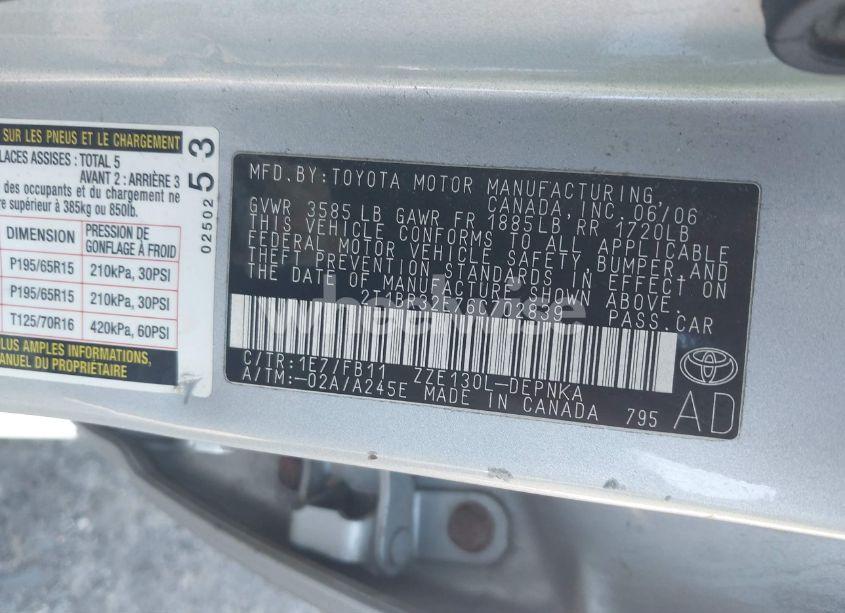 SUR LES PNEUS ET LE CHARGEMENT
PLACES ASSISES : TOTAL 5
AVANT 2 : ARRIÈRE 3
des occupants et du chargement ne
être supérieur à 385kg ou 850lb.
DIMENSION
PRESSION DE
GONFLAGE À FROID
P195/65R15 210kPa, 30PSI
P195/65R15 210kPa, 30PSI
T125/70R16 420kPa, 60PSI
PLUS AMPLES INFORMATIONS,
MANUEL DU PROPRIÉTAIRE
02502 53
MFD.BY:TOYOTA MOTOR MANUFACTURING,
CANADA, INC.06/06
GVWR 3585 LB GAWR FR 1885LB RR 1720LB
THIS VEHICLE CONFORMS TO ALL APPLICABLE
FEDERAL MOTOR VEHICLE SAFETY, BUMPER, AND
THEFT PREVENTION STANDARDS IN EFFECT ON
THE DATE OF MANUFACTURE SHOWN ABOVE.
2T1BR32E76C702839 PASS.CAR
C/TR:1E7/FB11 ZZE130L-DEPNKA
A/TM:-02A/A245E MADE IN CANADA 795
AD